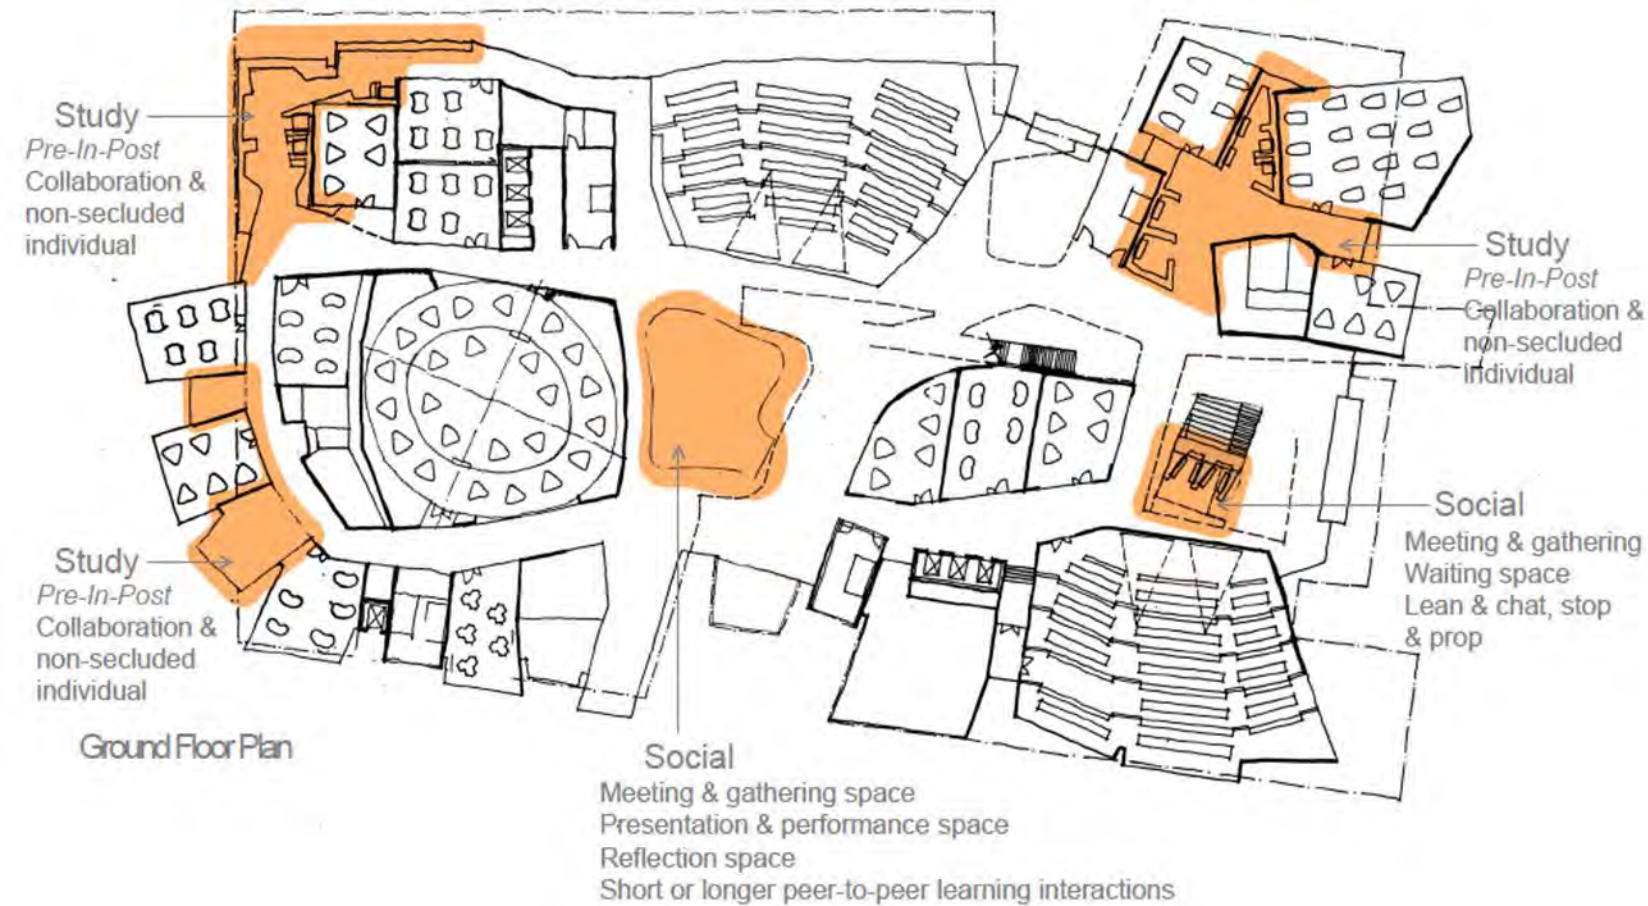 Study
Pre-In-Post
Collaboration &
non-secluded
individual
Study
Pre-In-Post
Collaboration &
non-secluded
individual
Study
Pre-In-Post
Collaboration &
non-secluded
individual
Social
Meeting & gathering
Waiting space
Lean & chat, stop
& prop
Ground Floor Plan
Social
Meeting & gathering space
Presentation & performance space
Reflection space
Short or longer peer-to-peer learning interactions